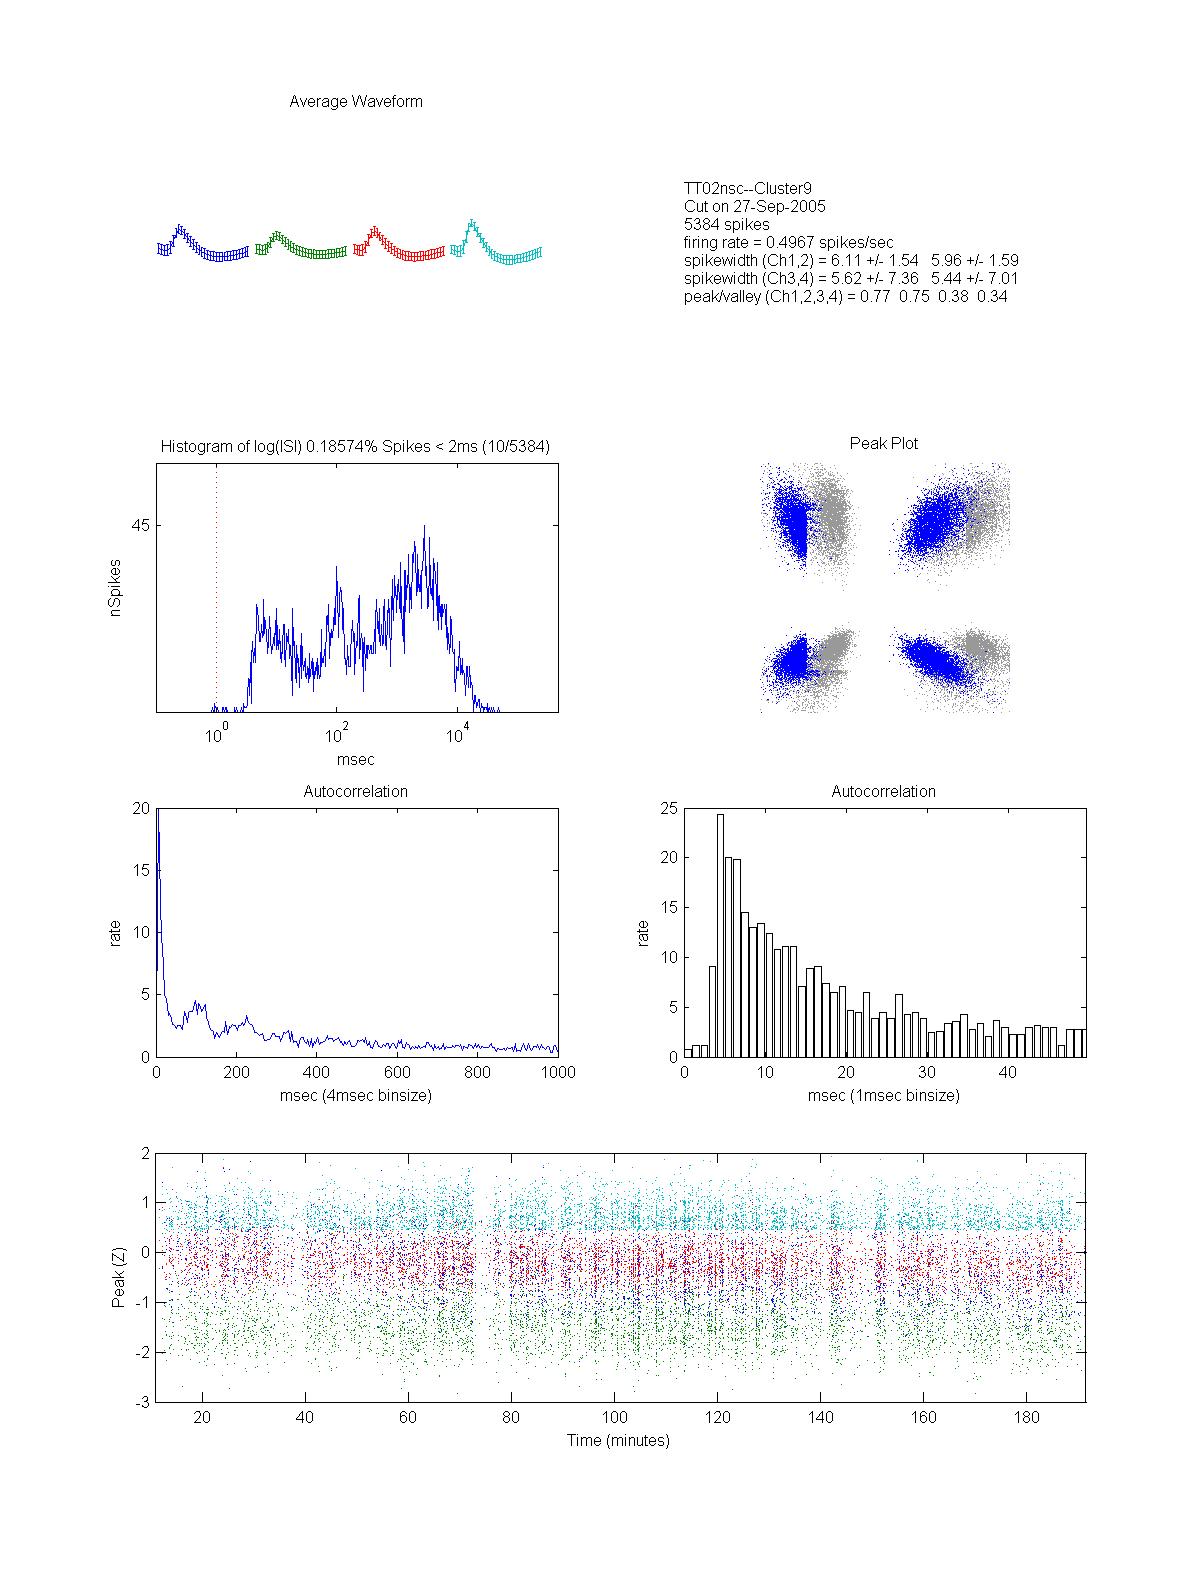 Average Waveform
TT02nsc--Cluster9
Cut on 27-Sep-2005
5384 spikes
firing rate = 0.4967 spikes/sec
spikewidth (Ch1,2) = 6.11 +/- 1.54   5.96 +/- 1.59
spikewidth (Ch3,4) = 5.62 +/- 7.36   5.44 +/- 7.01
peak/valley (Ch1,2,3,4) = 0.77  0.75  0.38  0.34
Histogram of log(ISI) 0.18574% Spikes < 2ms (10/5384)
45
nSpikes
10^0 10^2 10^4
msec
Peak Plot
Autocorrelation
20
15
10
5
0
rate
0 200 400 600 800 1000
msec (4msec binsize)
Autocorrelation
25
20
15
10
5
0
rate
0 10 20 30 40
msec (1msec binsize)
2
1
0
-1
-2
-3
Peak (Z)
20 40 60 80 100 120 140 160 180
Time (minutes)